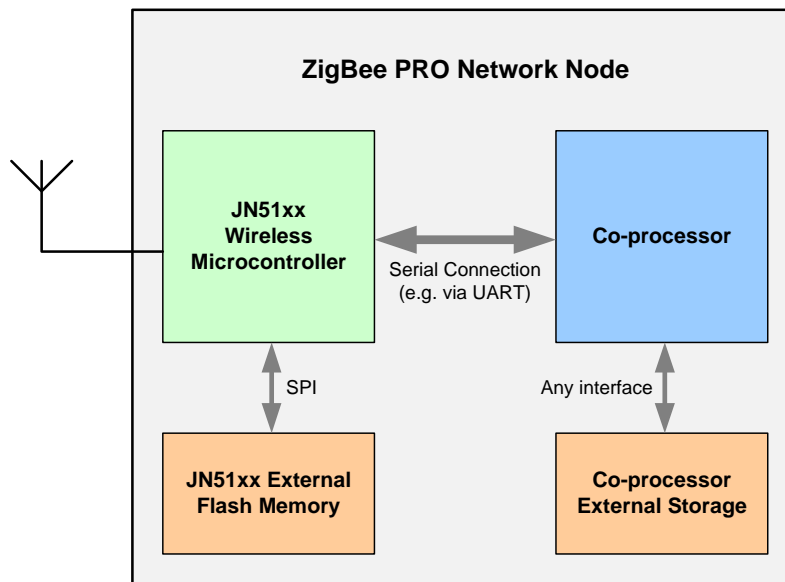 ZigBee PRO Network Node
JN51xx
Wireless
Microcontroller
Serial Connection
(e.g. via UART)
Co-processor
SPI
Any interface
JN51xx External
Flash Memory
Co-processor
External Storage